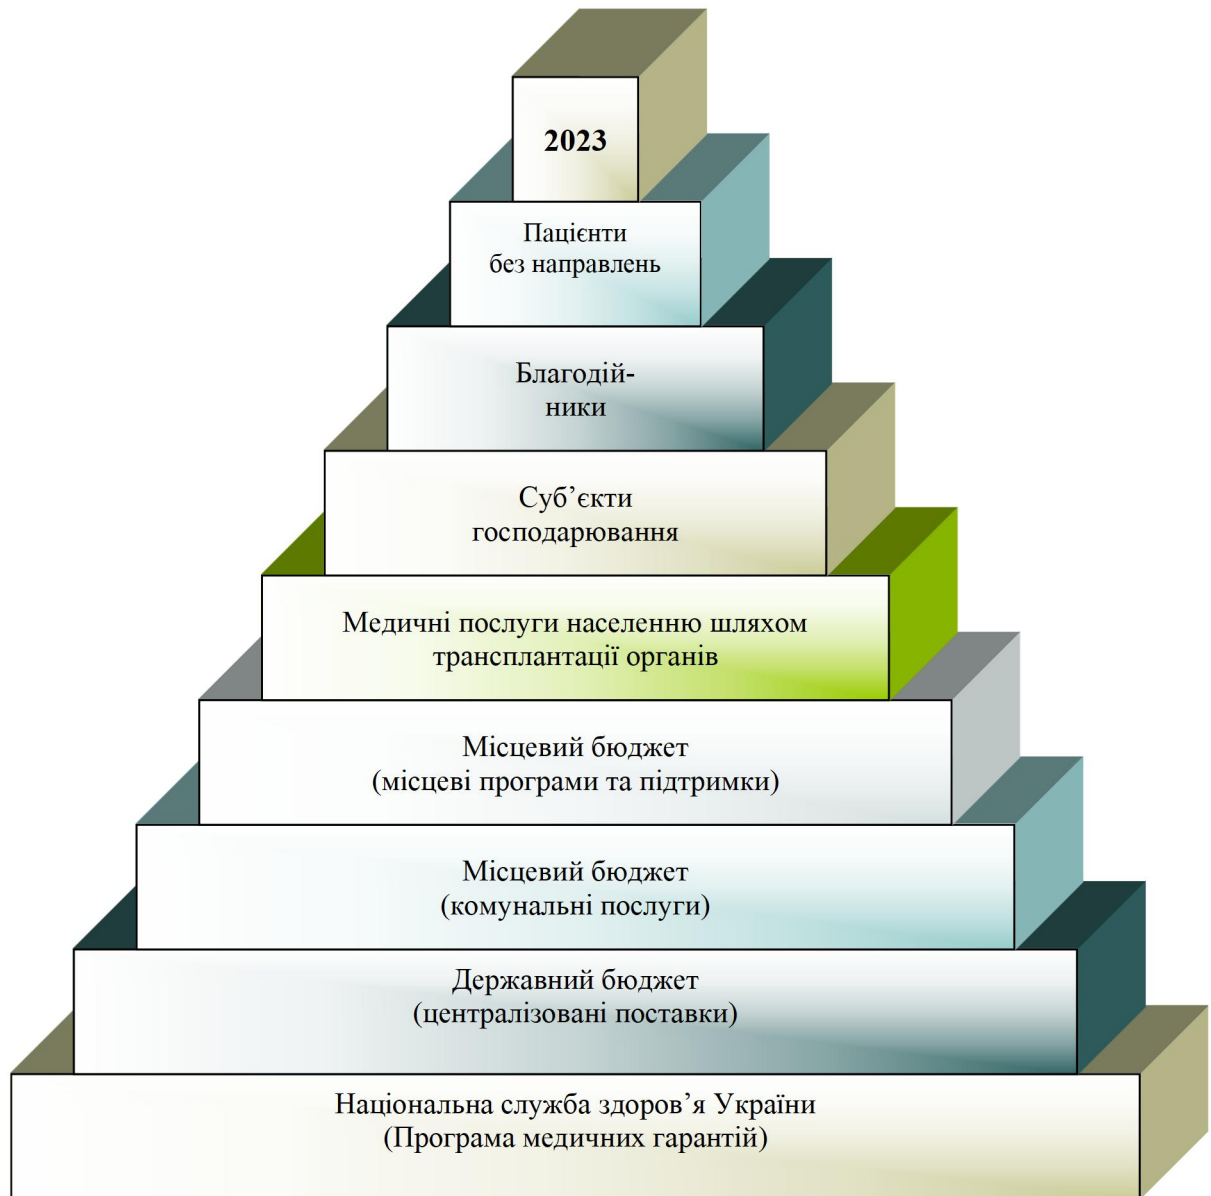 2023
Пацієнти
без направлень
Благодій-
ники
Суб’єкти
господарювання
Медичні послуги населенню шляхом
трансплантації органів
Місцевий бюджет
(місцеві програми та підтримки)
Місцевий бюджет
(комунальні послуги)
Державний бюджет
(централізовані поставки)
Національна служба здоров’я України
(Програма медичних гарантій)